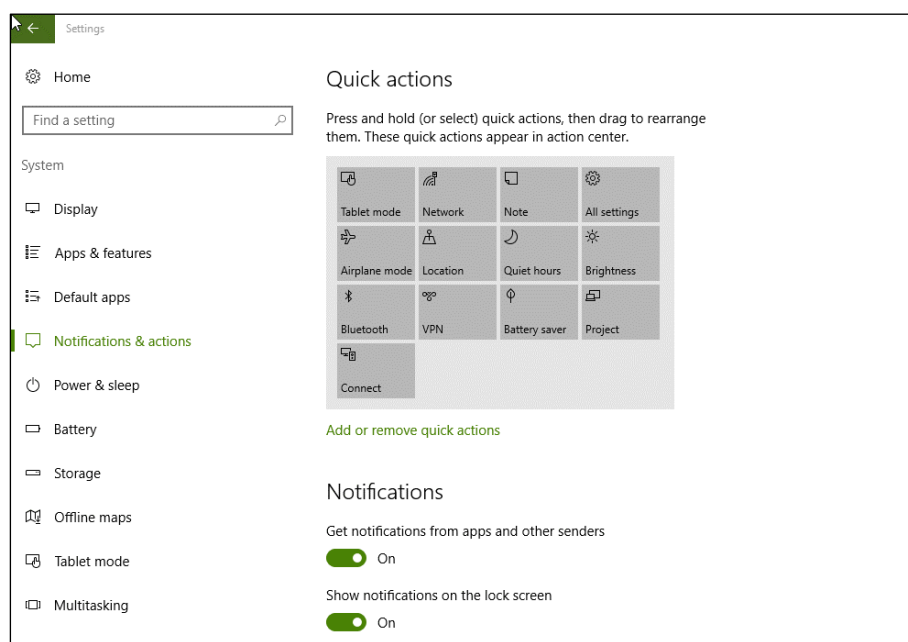 Settings
Home
Find a setting
System
Display
Apps & features
Default apps
Notifications & actions
Power & sleep
Battery
Storage
Offline maps
Tablet mode
Multitasking
Quick actions
Press and hold (or select) quick actions, then drag to rearrange
them. These quick actions appear in action center.
Tablet mode Network Note All settings
Airplane mode Location Quiet hours Brightness
Bluetooth VPN Battery saver Project
Connect
Add or remove quick actions
Notifications
Get notifications from apps and other senders
On
Show notifications on the lock screen
On